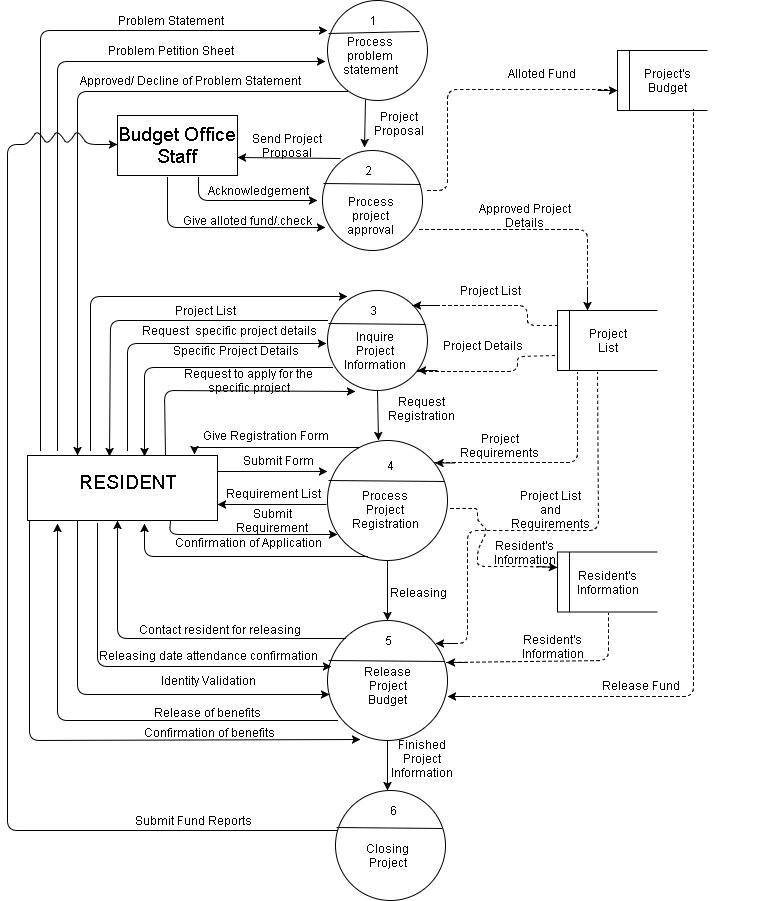 Problem Statement
1
Process
problem
statement
Problem Petition Sheet
Approved/ Decline of Problem Statement
Alloted Fund
Project's
Budget
Project
Proposal
Budget Office
Staff
Send Project
Proposal
2
Process
project
approval
Acknowledgement
Give alloted fund/.check
Approved Project
Details
Project List
3
Inquire
Project
Information
Project List
Request  specific project details
Specific Project Details
Request to apply for the
specific project
Project Details
Project
List
Request
Registration
Give Registration Form
Project
Requirements
RESIDENT
Submit Form
4
Process
Project
Registration
Requirement List
Submit
Requirement
Confirmation of Application
Project List
and
Requirements
Resident's
Information
Resident's
Information
Releasing
Contact resident for releasing
5
Release
Project
Budget
Resident's
Information
Releasing date attendance confirmation
Identity Validation
Release Fund
Release of benefits
Confirmation of benefits
Finished
Project
Information
6
Closing
Project
Submit Fund Reports